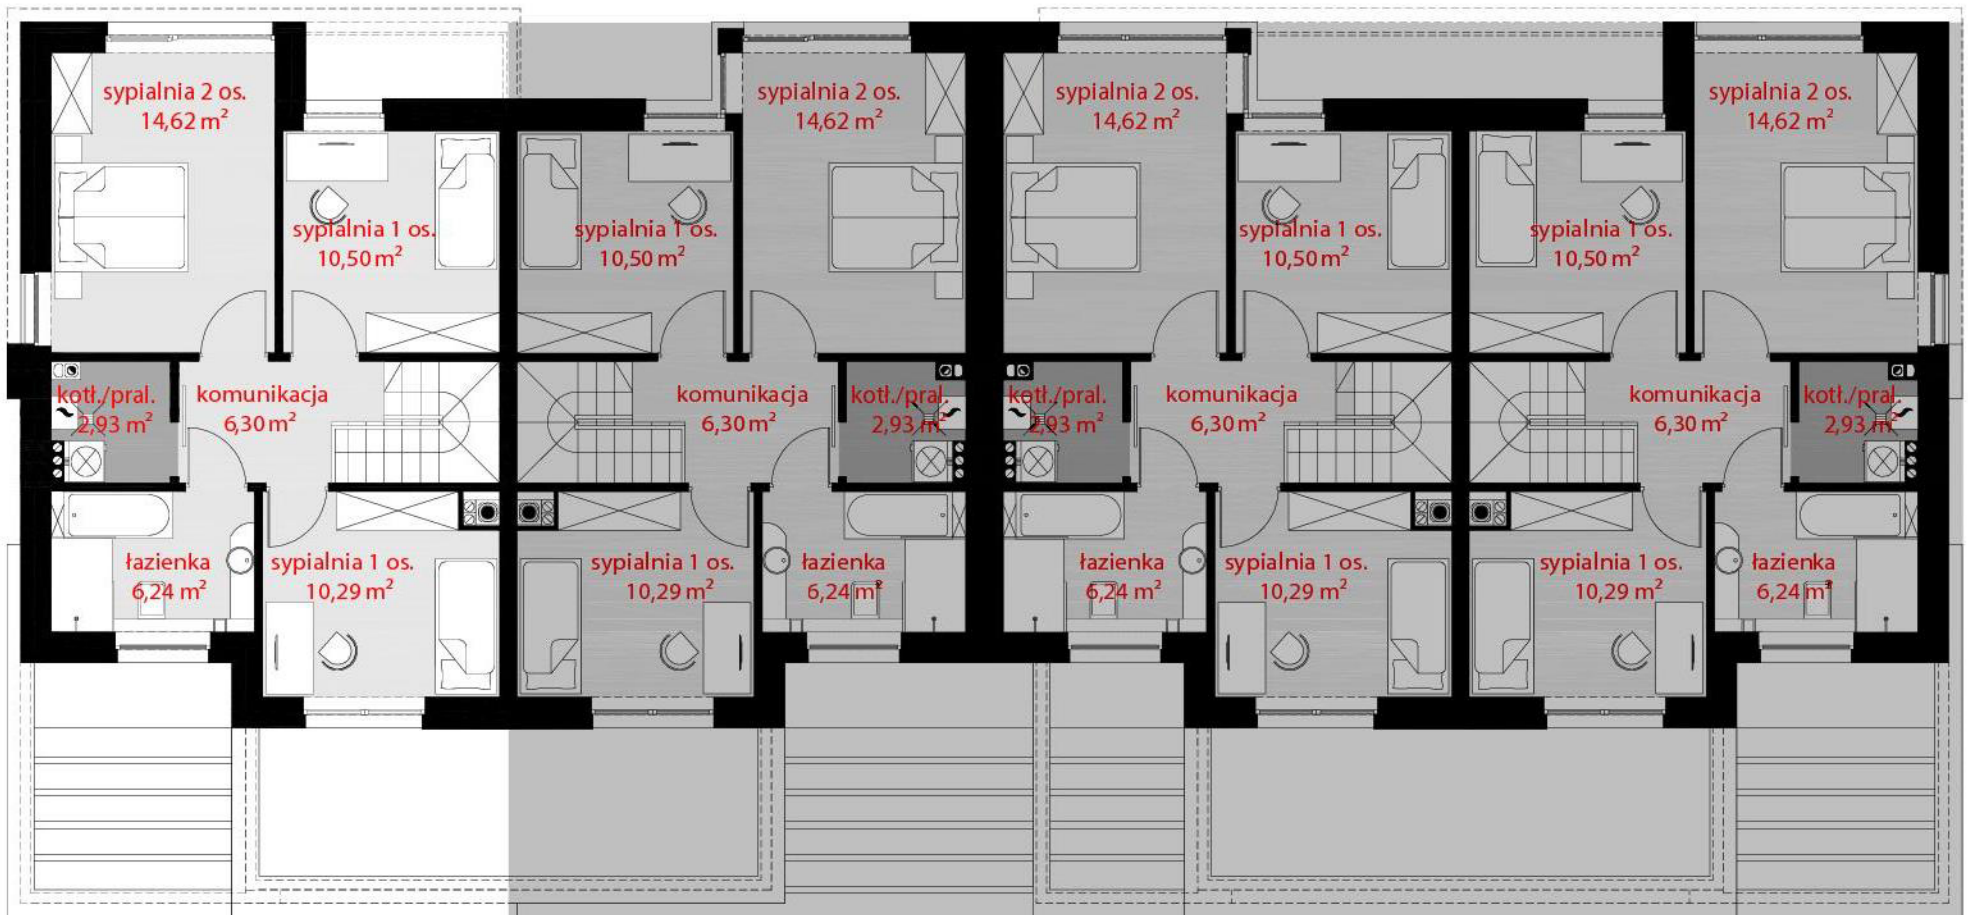 sypialnia 2 os.
14,62 m²
sypialnia 1 os.
10,50 m²
kotł./pral.
2,93 m²
komunikacja
6,30 m²
łazienka
6,24 m²
sypialnia 1 os.
10,29 m²
sypialnia 1 os.
10,50 m²
sypialnia 2 os.
14,62 m²
komunikacja
6,30 m²
kotł./pral.
2,93 m²
sypialnia 1 os.
10,29 m²
łazienka
6,24 m²
sypialnia 2 os.
14,62 m²
sypialnia 1 os.
10,50 m²
kotł./pral.
2,93 m²
komunikacja
6,30 m²
łazienka
6,24 m²
sypialnia 1 os.
10,29 m²
sypialnia 1 os.
10,50 m²
sypialnia 2 os.
14,62 m²
komunikacja
6,30 m²
kotł./pral.
2,93 m²
sypialnia 1 os.
10,29 m²
łazienka
6,24 m²